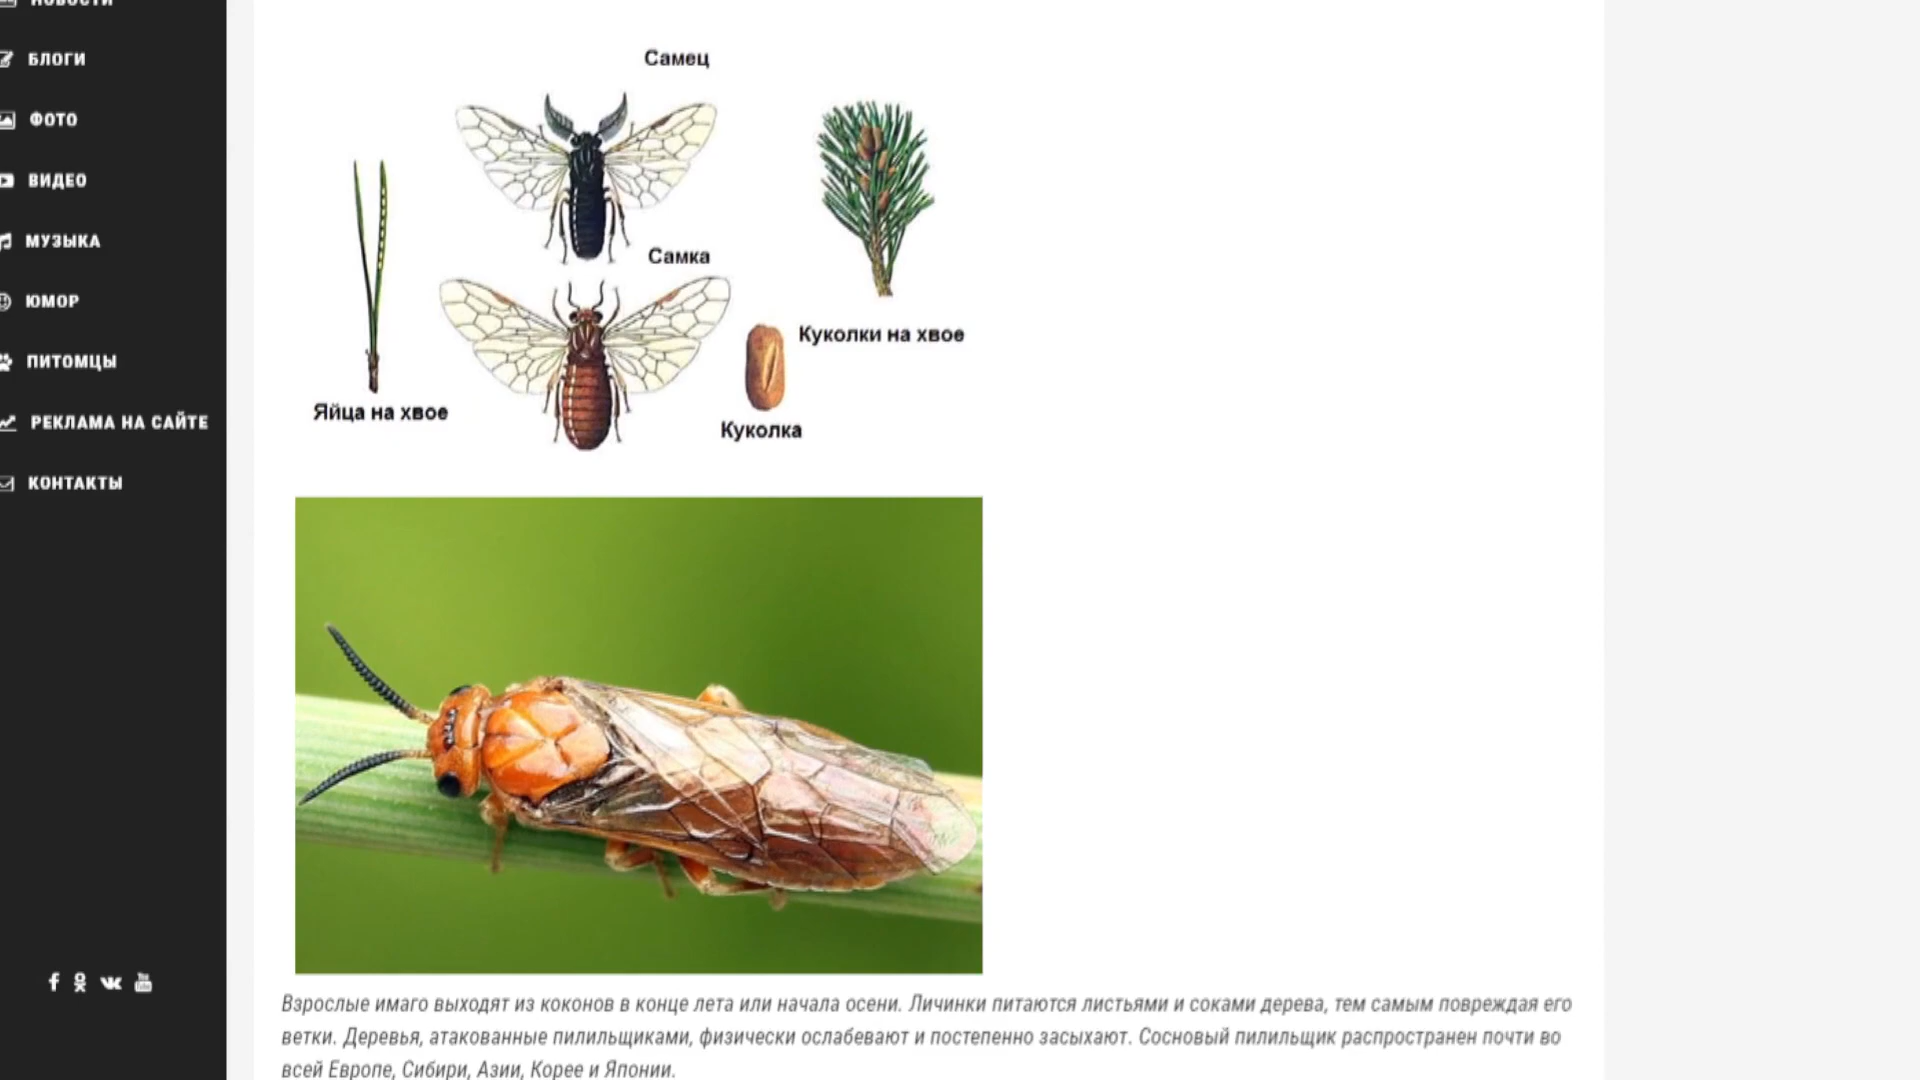 НОВОСТИ
БЛОГИ
ФОТО
ВИДЕО
МУЗЫКА
ЮМОР
ПИТОМЦЫ
РЕКЛАМА НА САЙТЕ
КОНТАКТЫ
Самец
Самка
Куколки на хвое
Яйца на хвое
Куколка
Взрослые имаго выходят из коконов в конце лета или начала осени. Личинки питаются листьями и соками дерева, тем самым повреждая его
ветки. Деревья, атакованные пилильщиками, физически ослабевают и постепенно засыхают. Сосновый пилильщик распространен почти во
всей Европе, Сибири, Азии, Корее и Японии.